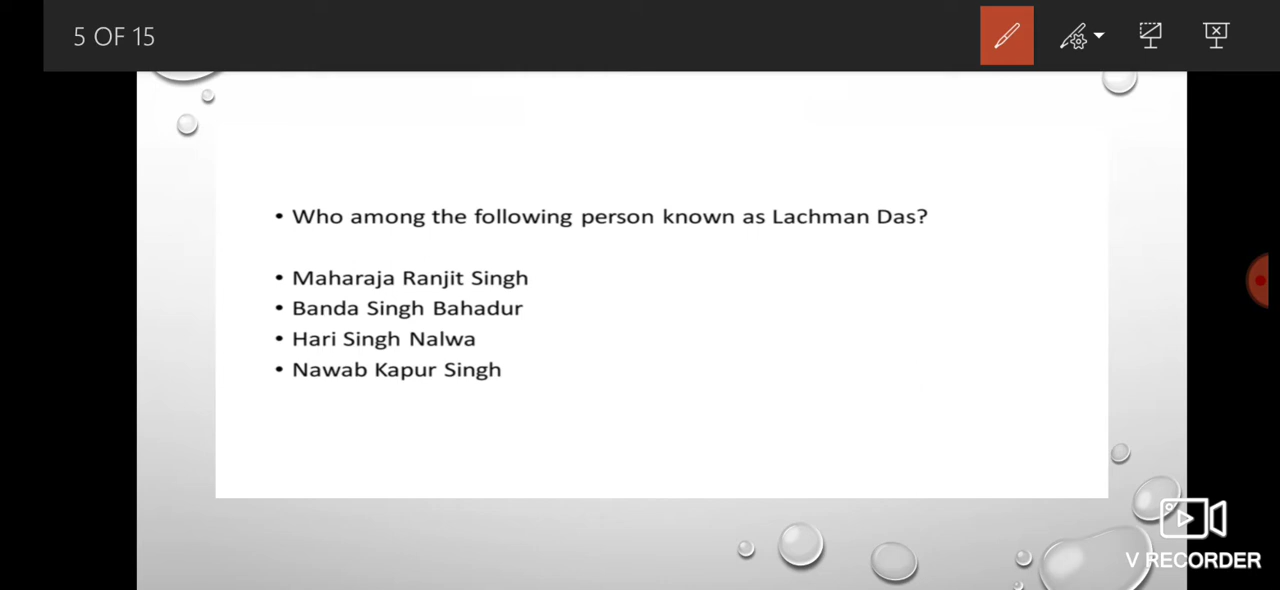 5 OF 15
• Who among the following person known as Lachman Das?
• Maharaja Ranjit Singh
• Banda Singh Bahadur
• Hari Singh Nalwa
• Nawab Kapur Singh
V RECORDER